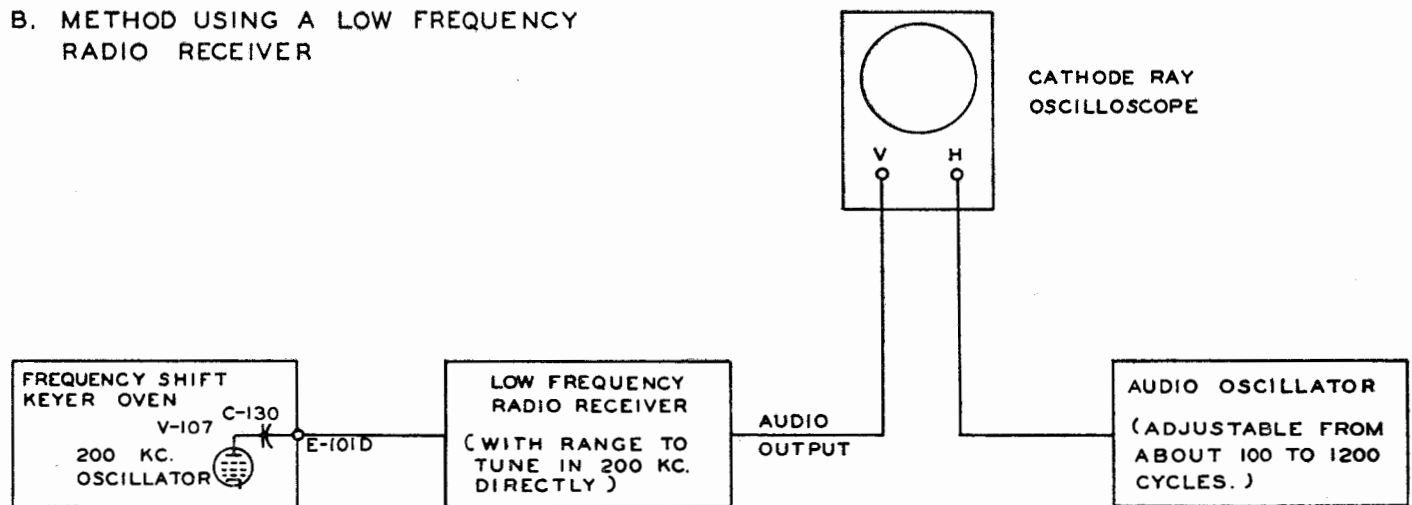 B. METHOD USING A LOW FREQUENCY
RADIO RECEIVER
CATHODE RAY
OSCILLOSCOPE
V
H
FREQUENCY SHIFT
KEYER OVEN
C-130
V-107
200 KC.
OSCILLATOR
E-101D
LOW FREQUENCY
RADIO RECEIVER
(WITH RANGE TO
TUNE IN 200 KC.
DIRECTLY)
AUDIO
OUTPUT
AUDIO OSCILLATOR
(ADJUSTABLE FROM
ABOUT 100 TO 1200
CYCLES.)